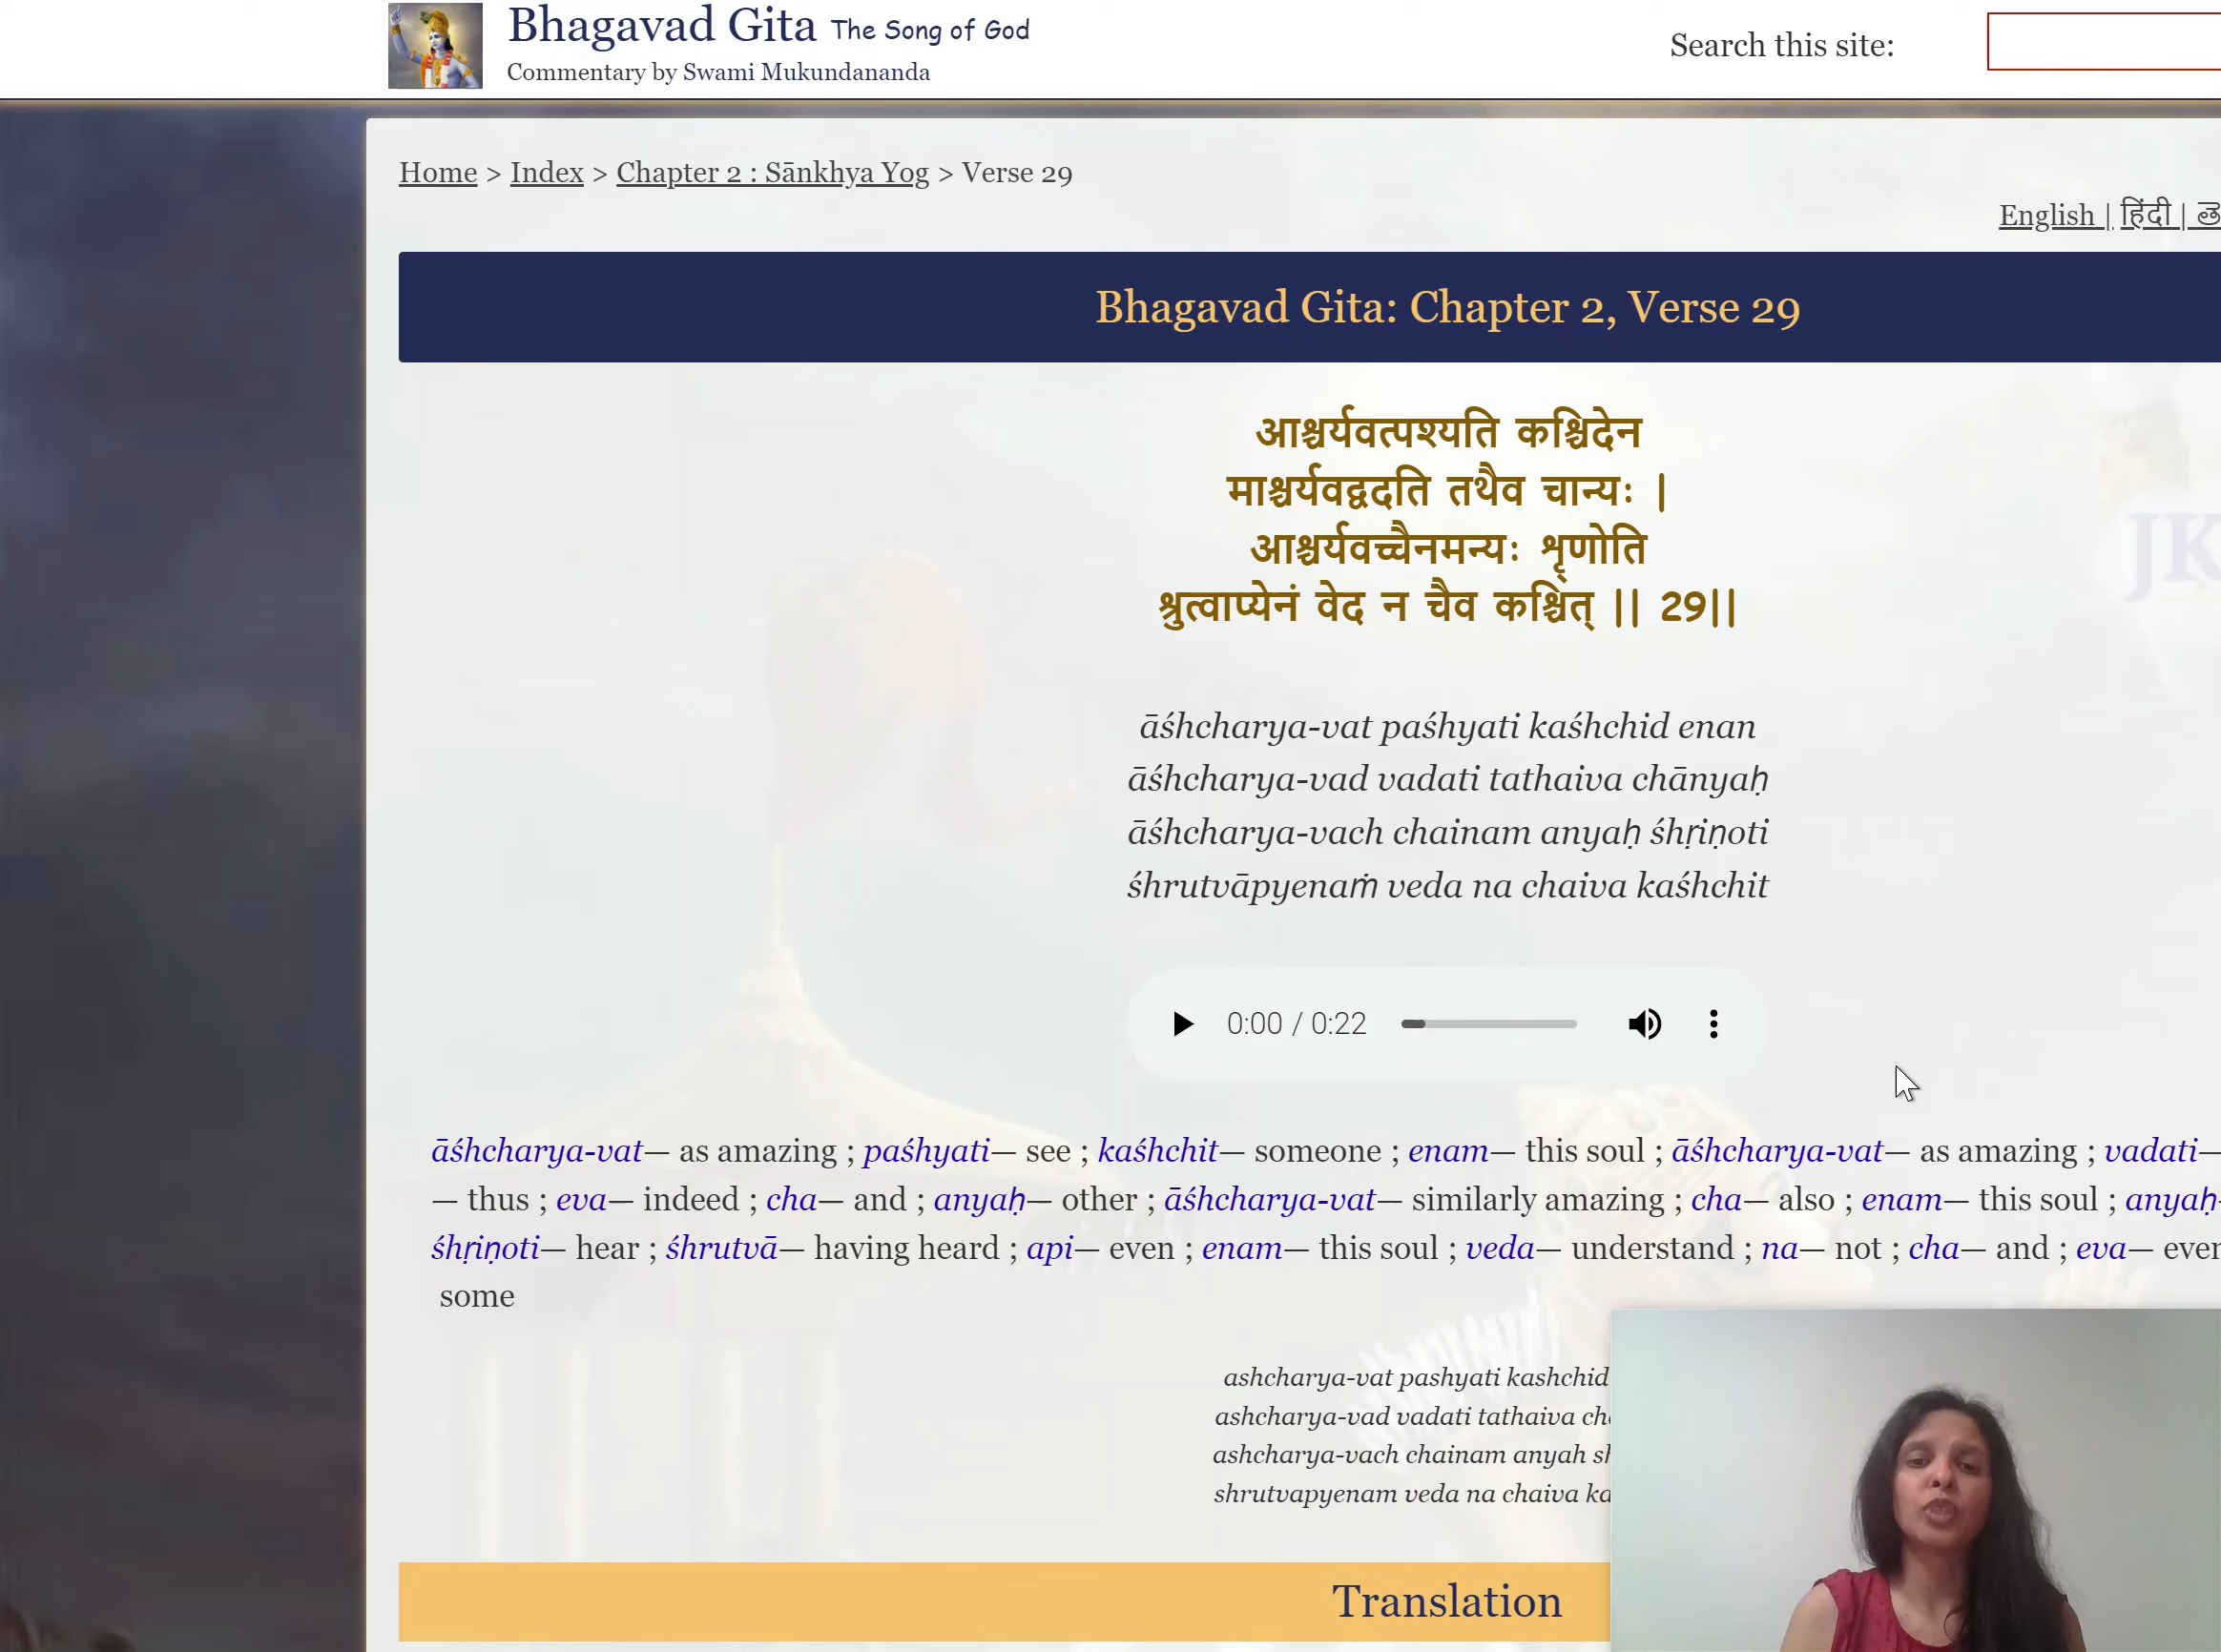 Bhagavad Gita The Song of God
Commentary by Swami Mukundananda
Search this site:
Home > Index > Chapter 2 : Sānkhya Yog > Verse 29
English | हिंदी |
Bhagavad Gita: Chapter 2, Verse 29
आश्चर्यवत्पश्यति कश्चिदेन
माश्चर्यवद्वदति तथैव चान्यः |
आश्चर्यवच्चैनमन्यः शृ्णोति
श्रुत्वाप्येनं वेद न चैव कश्चित् || 29||
āśhcharya-vat paśhyati kaśhchid enan
āśhcharya-vad vadati tathaiva chānyaḥ
āśhcharya-vach chainam anyaḥ śhṛiṇoti
śhrutvāpyenaṁ veda na chaiva kaśhchit
0:00 / 0:22
āśhcharya-vat— as amazing ; paśhyati— see ; kaśhchit— someone ; enam— this soul ; āśhcharya-vat— as amazing ; vadati—
— thus ; eva— indeed ; cha— and ; anyaḥ— other ; āśhcharya-vat— similarly amazing ; cha— also ; enam— this soul ; anyaḥ
śhṛiṇoti— hear ; śhrutvā— having heard ; api— even ; enam— this soul ; veda— understand ; na— not ; cha— and ; eva— even
some
ashcharya-vat pashyati kashchid
ashcharya-vad vadati tathaiva
ashcharya-vach chainam anyah
shrutvapyenam veda na chaiva
Translation
JK